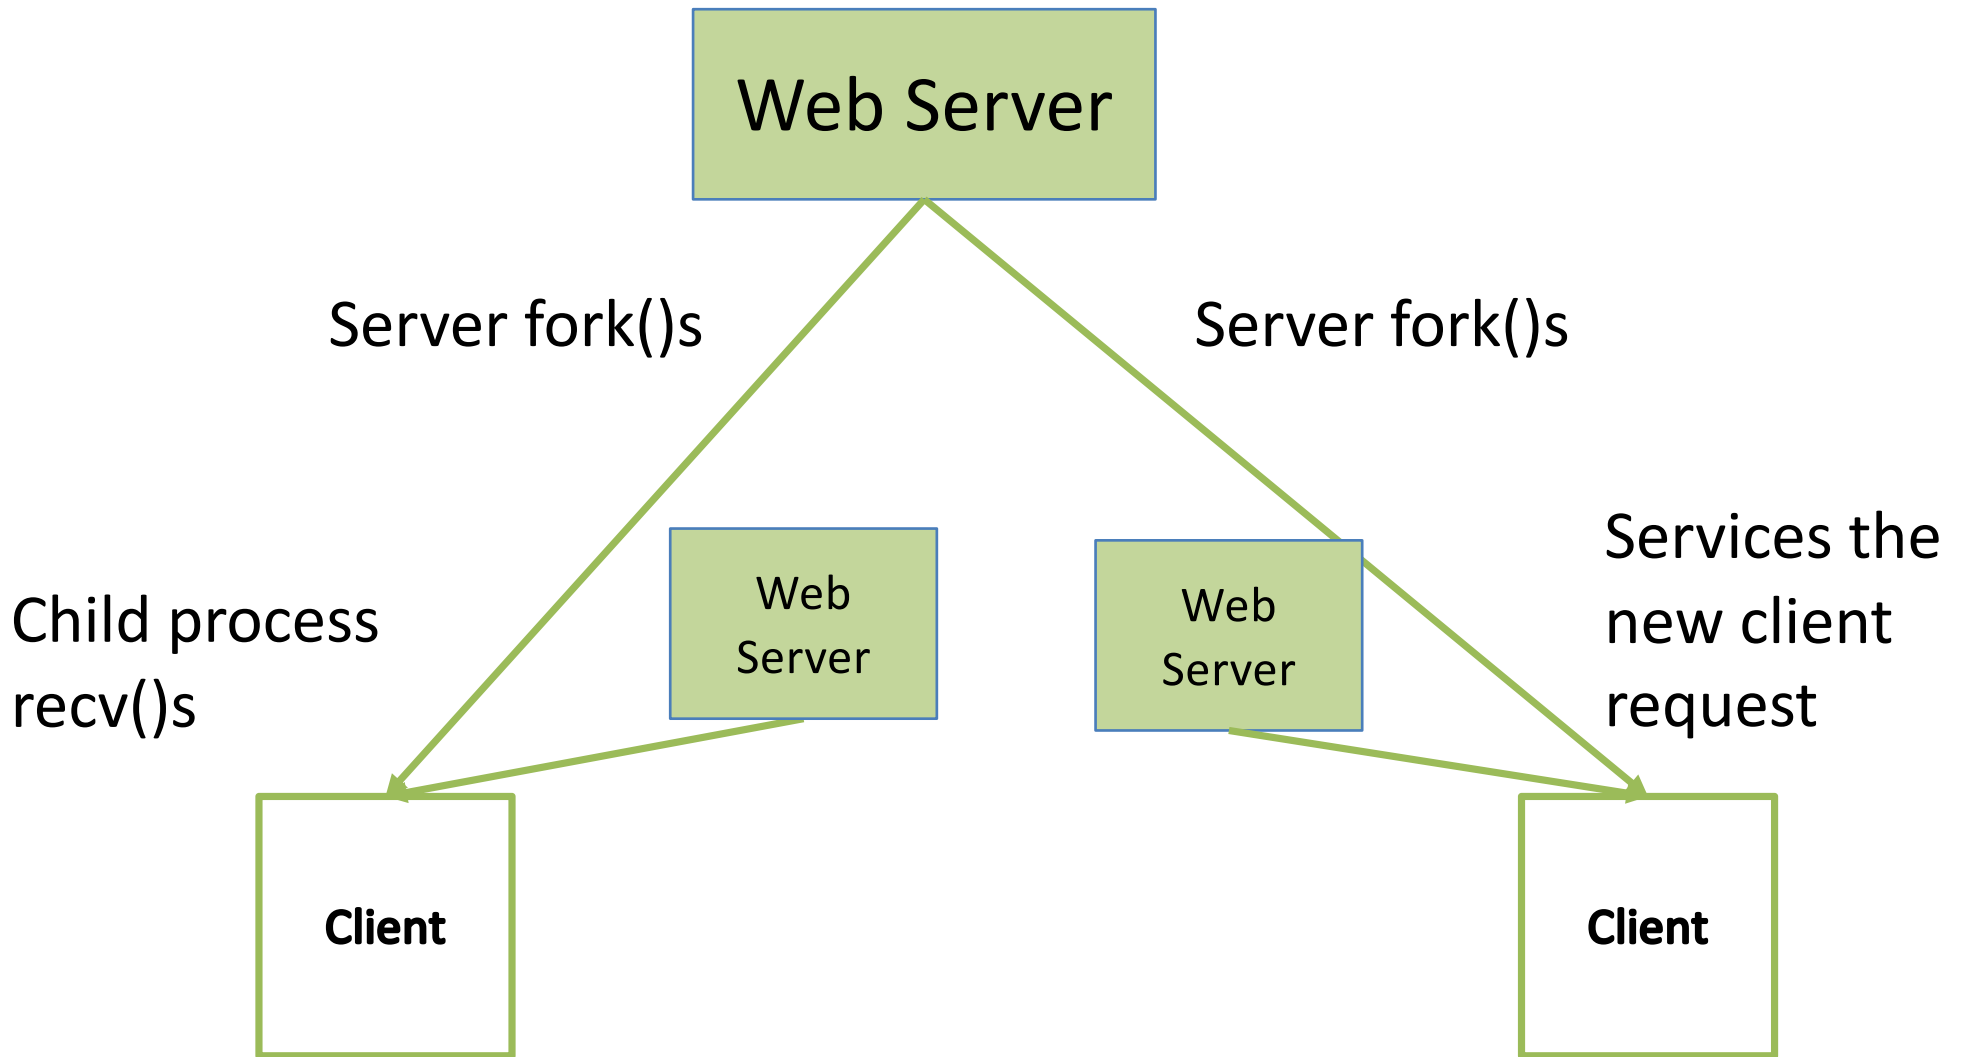 Web Server
Server fork()s
Server fork()s
Child process
recv()s
Web
Server
Web
Server
Services the
new client
request
Client
Client